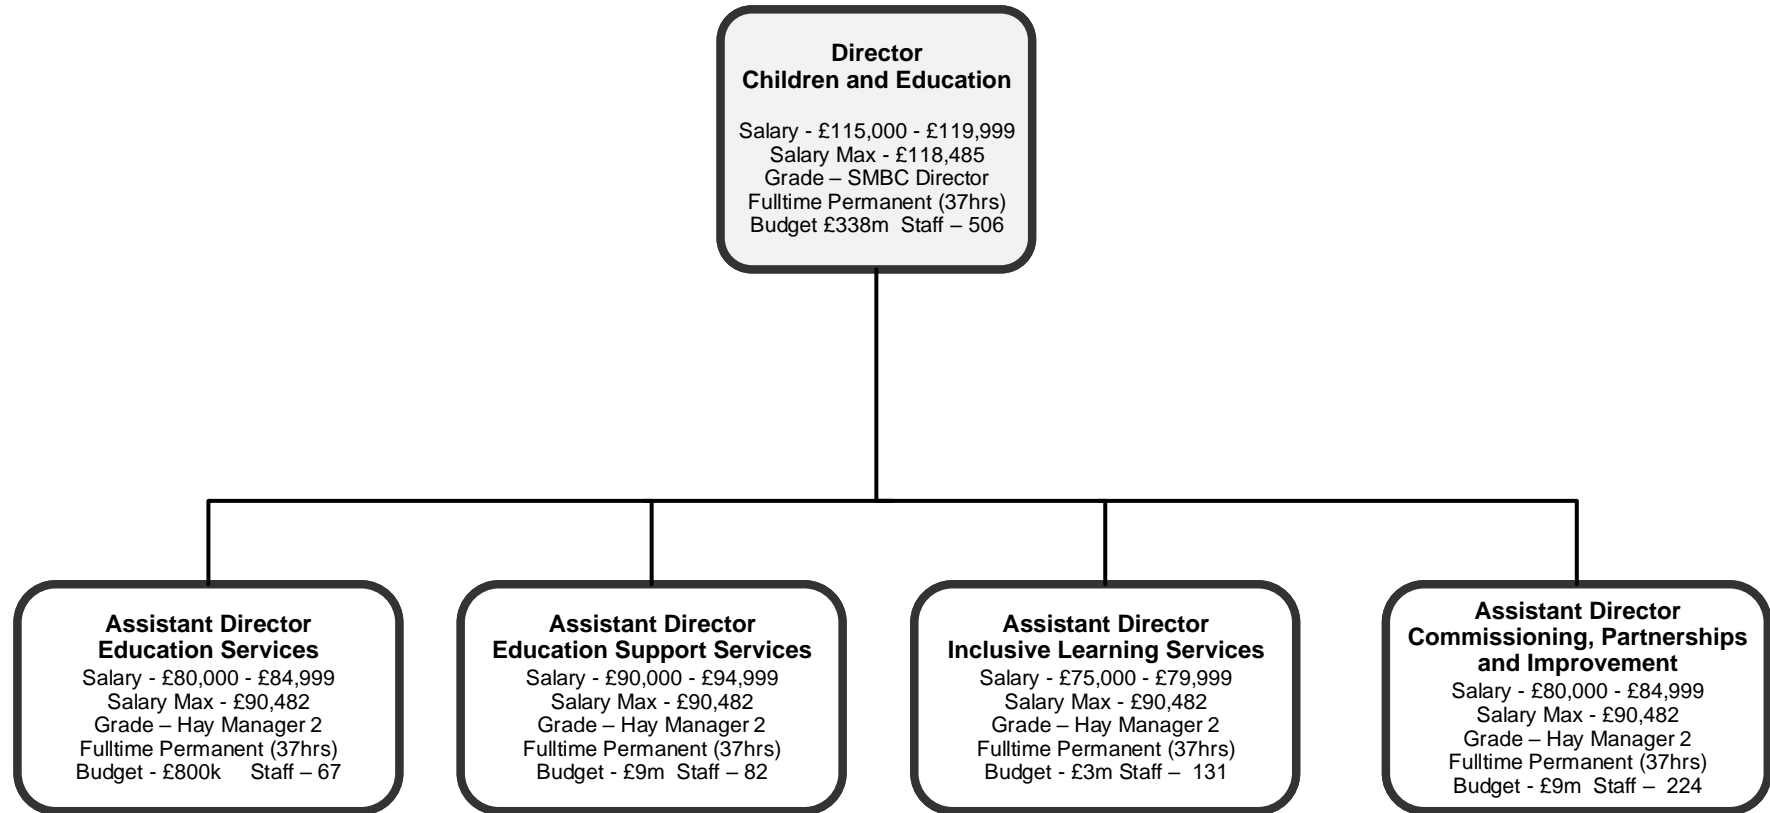 Director
Children and Education
Salary - £115,000 - £119,999
Salary Max - £118,485
Grade – SMBC Director
Fulltime Permanent (37hrs)
Budget £338m  Staff – 506
Assistant Director
Education Services
Salary - £80,000 - £84,999
Salary Max - £90,482
Grade – Hay Manager 2
Fulltime Permanent (37hrs)
Budget - £800k    Staff – 67
Assistant Director
Education Support Services
Salary - £90,000 - £94,999
Salary Max - £90,482
Grade – Hay Manager 2
Fulltime Permanent (37hrs)
Budget - £9m  Staff – 82
Assistant Director
Inclusive Learning Services
Salary - £75,000 - £79,999
Salary Max - £90,482
Grade – Hay Manager 2
Fulltime Permanent (37hrs)
Budget - £3m Staff –  131
Assistant Director
Commissioning, Partnerships
and Improvement
Salary - £80,000 - £84,999
Salary Max - £90,482
Grade – Hay Manager 2
Fulltime Permanent (37hrs)
Budget - £9m  Staff –  224